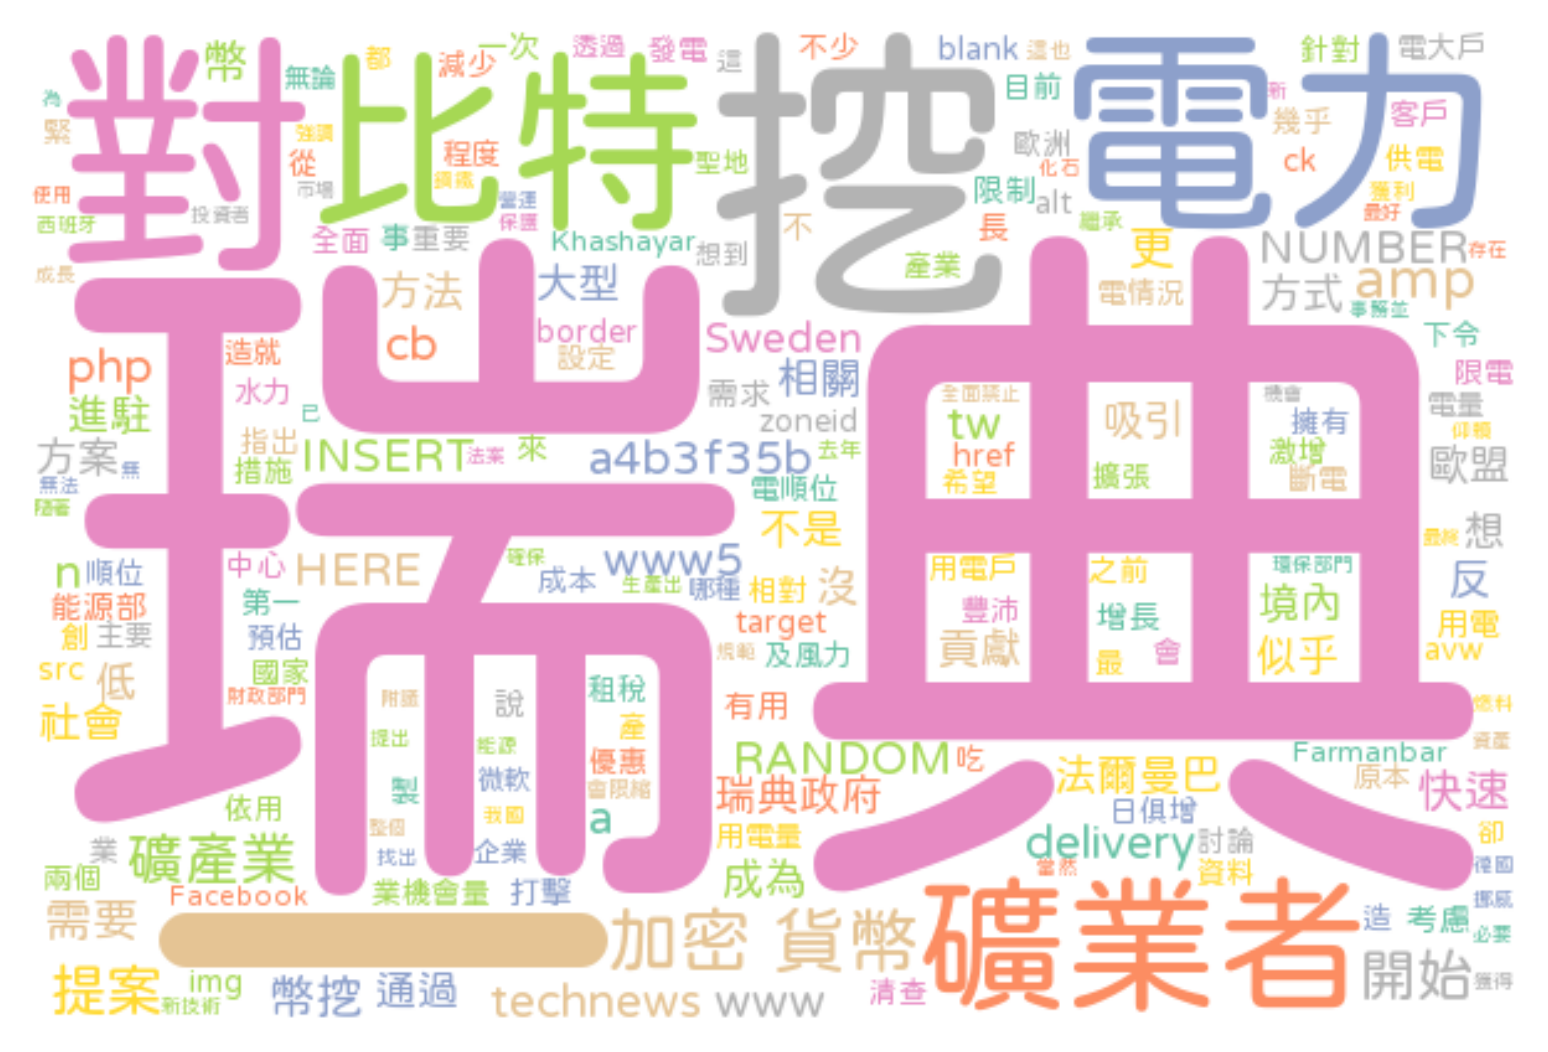 對
幣
無論
都
比特
減少
一次
透過
發電
這
挖
不少
blank
這也
電力
針對
電大戶
為
緊
強調
從
市場
程度
鋼鐵
聖地
目前
歐洲
化石
新
幾乎
ck
客戶
供電
獲利
最好
使用
西班牙
投資者
營運
保護
限制
alt
長
繼承
不
全面
事
重要
Khashayar
想到
產業
更
NUMBER
存在
成長
方法
大型
電情況
方式
amp
事務並
瑞典
cb
border
設定
Sweden
下令
php
造就
水力
已
相關
需求
zoneid
全面禁止
機會
限電
電量
進駐
指出
INSERT
法案
來
a4b3f35b
去年
tw
href
希望
吸引
擴張
擁有
激增
斷電
仰賴
歐盟
方案
無
無法
隨著
措施
電順位
不是
最終
想
n
順位
中心
HERE
確保
成本
www5
生產出
哪種
相對
沒
用電戶
之前
環保部門
反
能源部
第一
創
主要
預估
target
規範
及風力
豐沛
貢獻
增長
最
會
境內
似乎
用電
avw
src
低
國家
財政部門
社會
附議
提出
說
能源
租稅
產
有用
燃料
資產
依用
製
整個
找出
微軟
我國
企業
優惠
會限縮
a
RANDOM
吃
瑞典政府
用電量
成為
法爾曼巴
日俱增
Farmanbar
原本
快速
卻
業
礦產業
兩個
Facebook
業機會量
打擊
delivery
當然
討論
資料
德國
需要
加密
貨幣
礦業者
造
考慮
挪威
必要
提案
img
新技術
幣挖
通過
technews
www
清查
開始
獲得